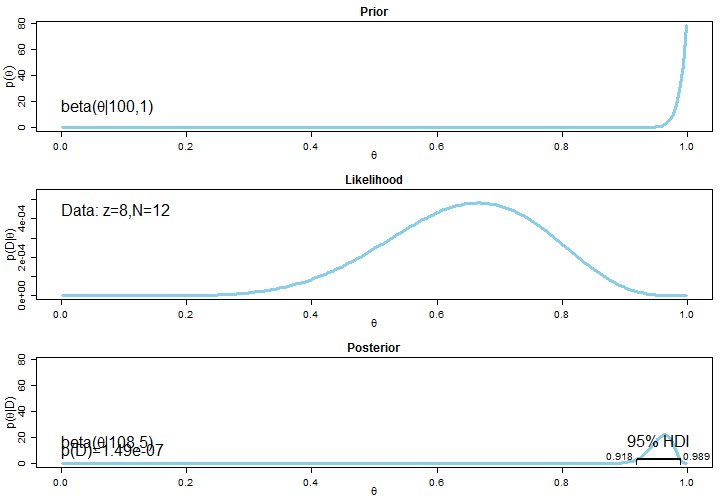 Prior
p(θ)
0 20 40 60 80
beta(θ|100,1)
0.0 0.2 0.4 0.6 0.8 1.0
θ
Likelihood
p(D|θ)
0e+00 2e-04 4e-04
Data: z=8,N=12
0.0 0.2 0.4 0.6 0.8 1.0
θ
Posterior
p(θ|D)
0 20 40 60 80
beta(θ|108,5)
p(D)=1.49e-07
95% HDI
0.918 0.989
0.0 0.2 0.4 0.6 0.8 1.0
θ